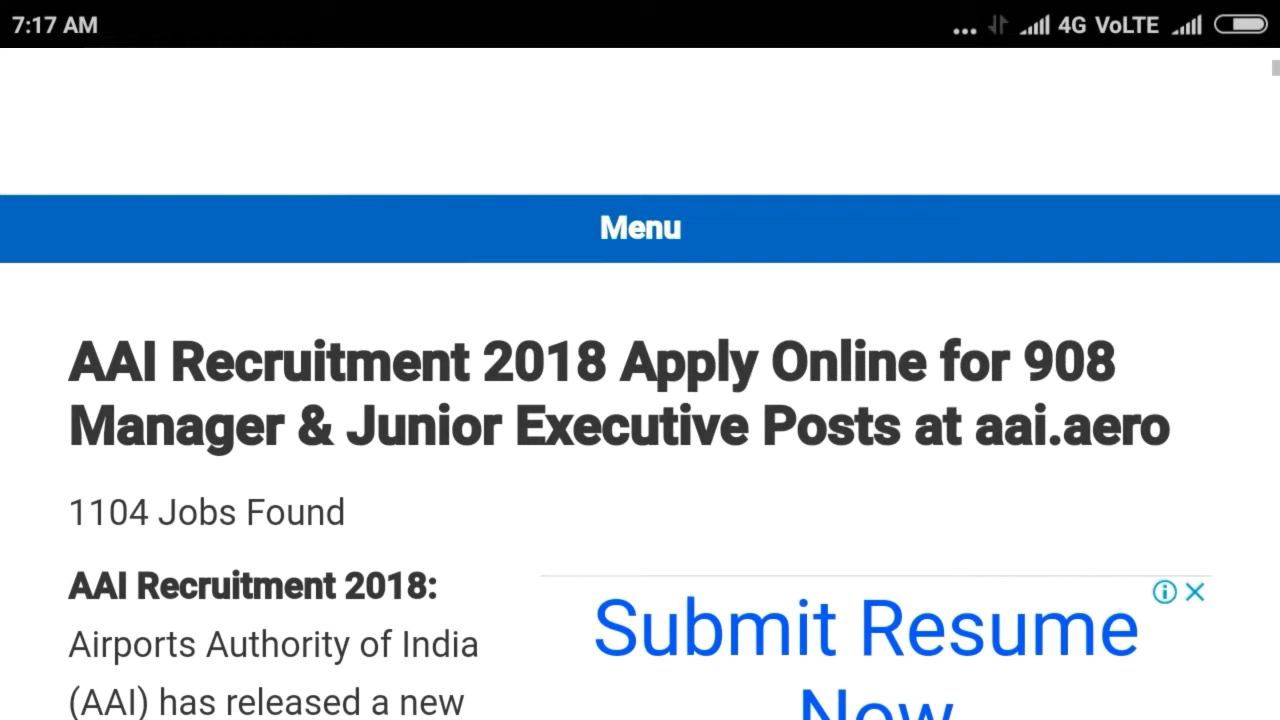 7:17 AM
... 4G VoLTE
Menu
AAI Recruitment 2018 Apply Online for 908
Manager & Junior Executive Posts at aai.aero
1104 Jobs Found
AAI Recruitment 2018:
Airports Authority of India
(AAI) has released a new
Submit Resume
Now